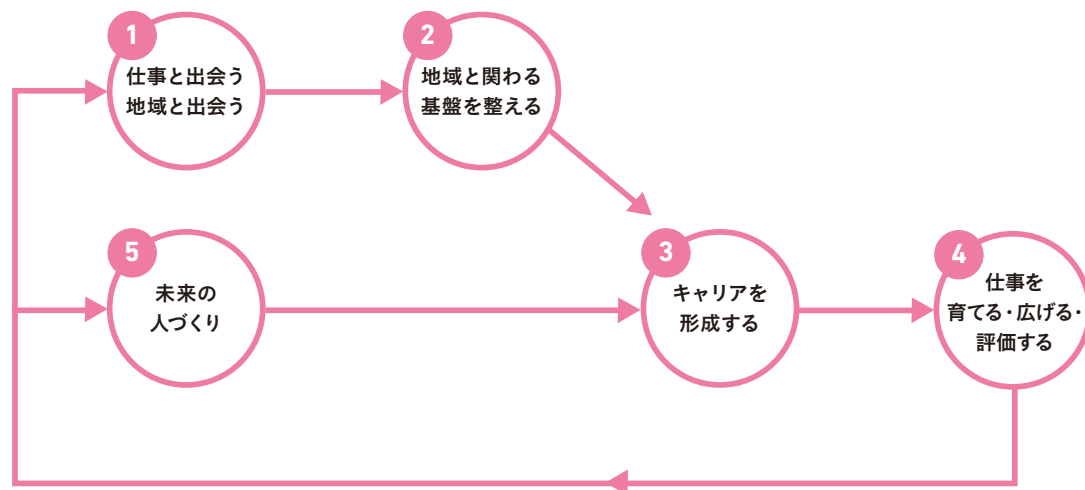 1
仕事と出会う
地域と出会う
2
地域と関わる
基盤を整える
5
未来の
人づくり
3
キャリアを
形成する
4
仕事を
育てる・広げる・
評価する